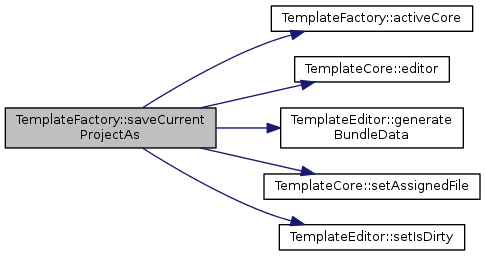 TemplateFactory::saveCurrent
ProjectAs
TemplateFactory::activeCore
TemplateCore::editor
TemplateEditor::generate
BundleData
TemplateCore::setAssignedFile
TemplateEditor::setIsDirty